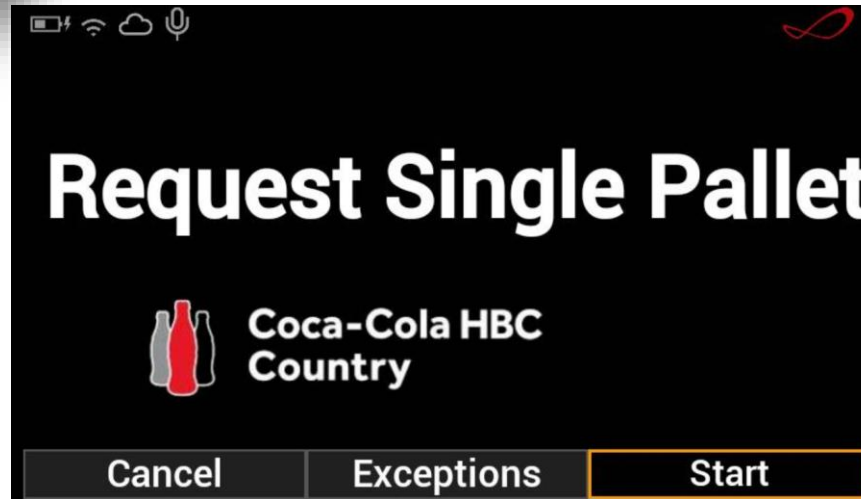 Request Single Pallet
Coca-Cola HBC
Country
Cancel Exceptions Start